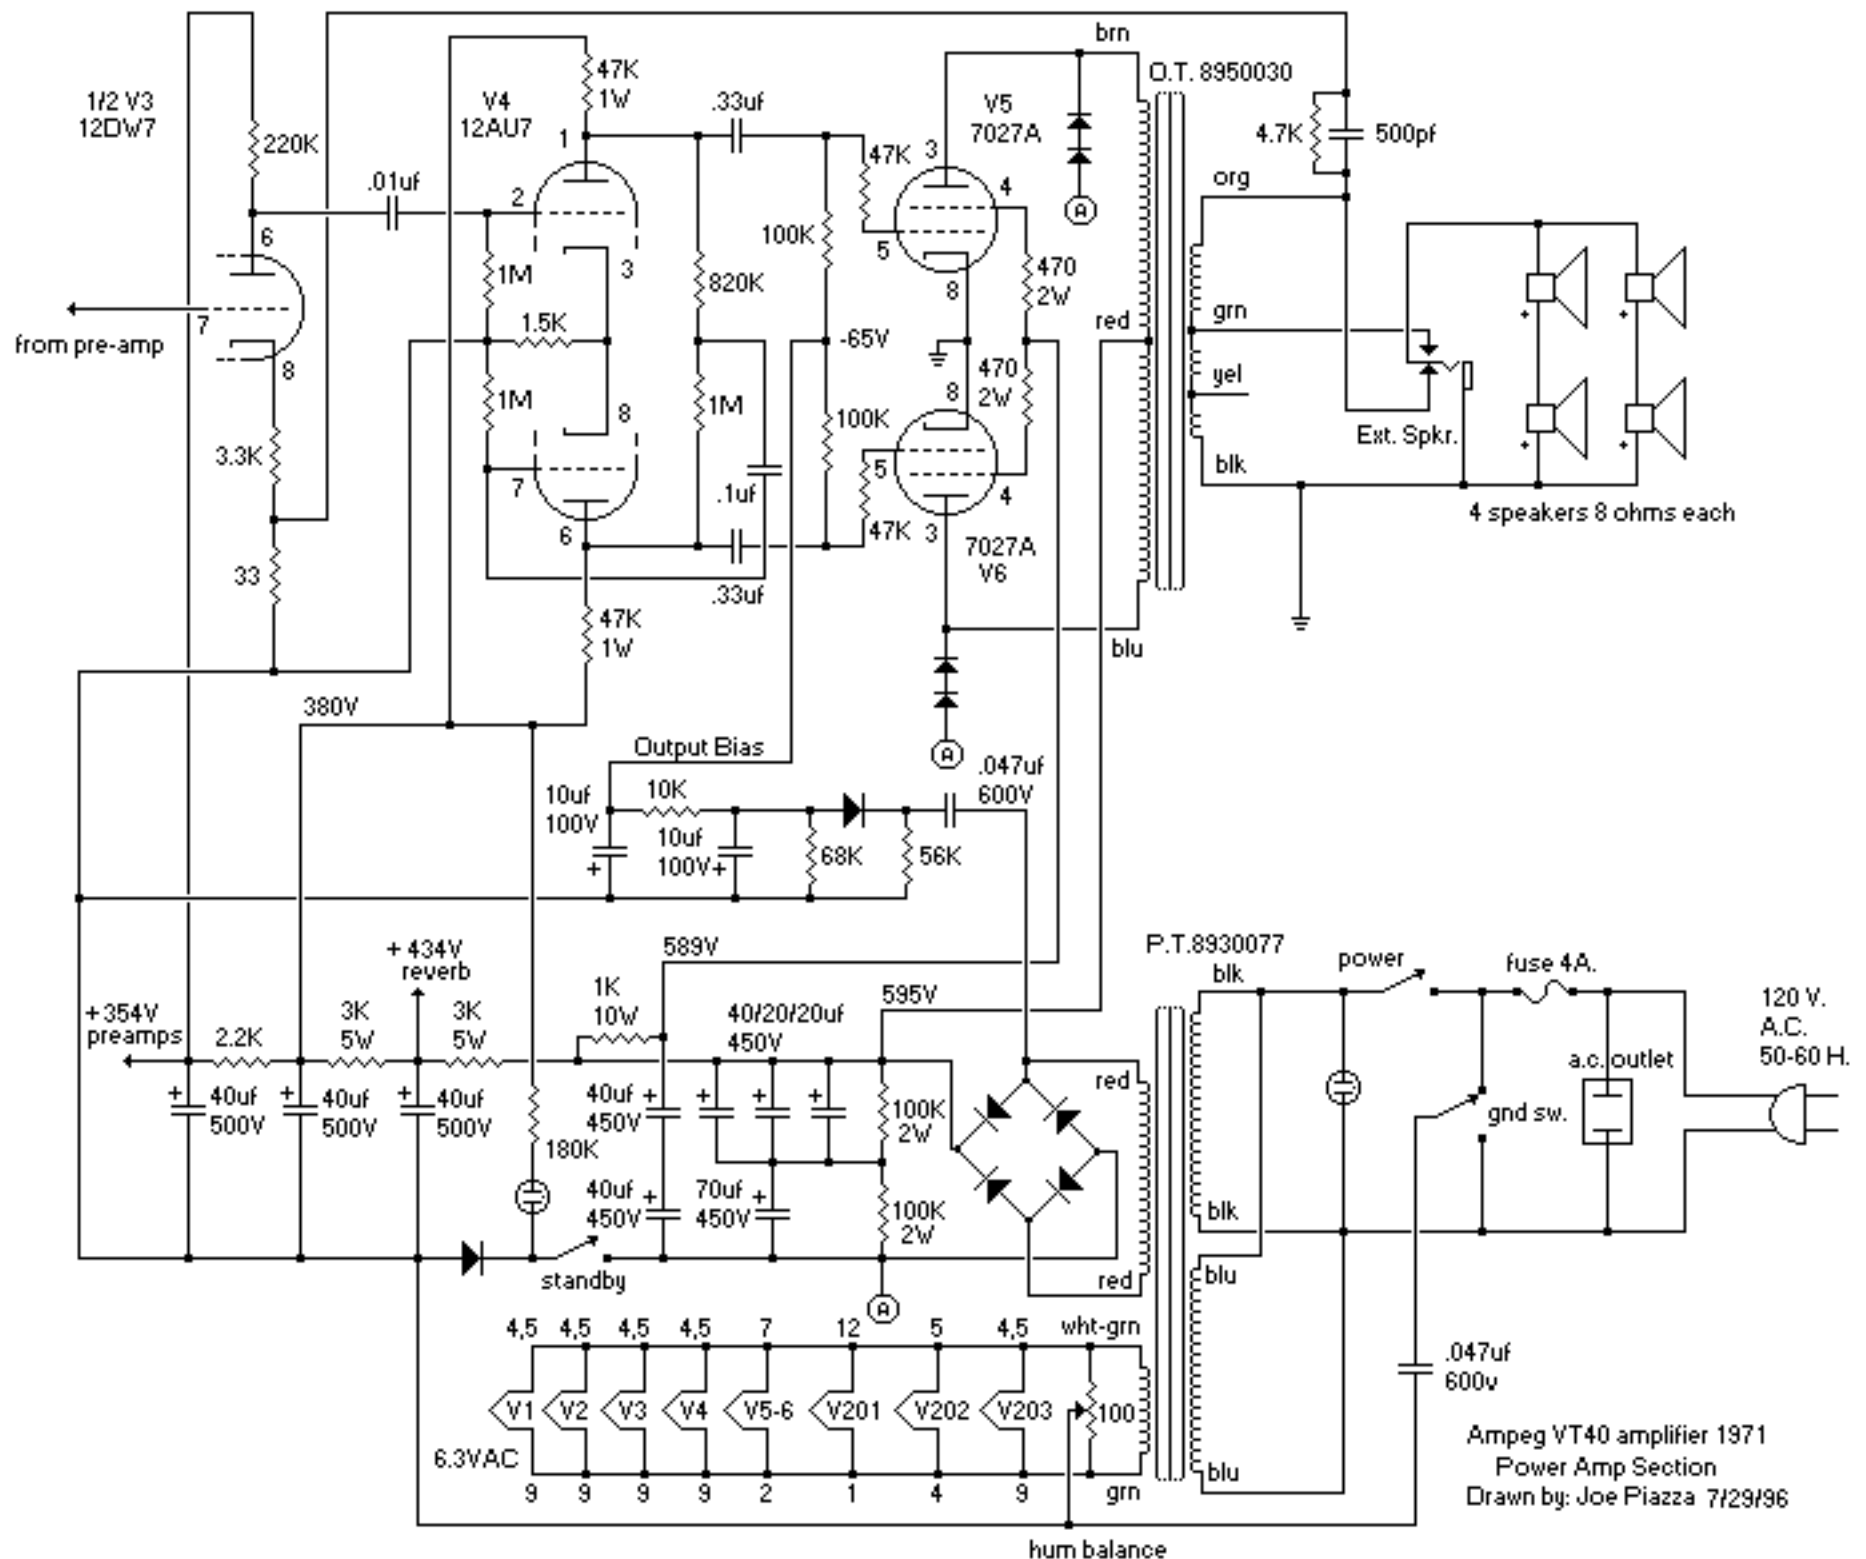 brn
O.T. 8950030
1/2 V3
12DW7
220K
47K
1W
V4
12AU7
1
.33uf
V5
7027A
3
47K
4.7K
500pf
.01uf
2
6
4
org
100K
5
1M
3
820K
8
470
2W
A
7
from pre-amp
8
1.5K
-65V
red
grn
470
2W
yel
1M
8
1M
8
100K
3.3K
Ext. Spkr.
7
.1uf
5
4
blk
6
47K
3
4 speakers 8 ohms each
7027A
V6
33
.33uf
47K
1W
blu
380V
Output Bias
A
.047uf
600V
10uf
100V
10K
10uf
100V
+
+
68K
56K
+ 434V
reverb
589V
P.T.8930077
blk
power
fuse 4A.
+354V
preamps
2.2K
3K
5W
3K
5W
1K
10W
595V
40/20/20uf
450V
120 V.
A.C.
50-60 H.
a.c. outlet
gnd sw.
red
+
40uf
500V
+
40uf
500V
+
40uf
500V
40uf
450V
+
+
+
+
100K
2W
180K
40uf
450V
+
70uf
450V
+
100K
2W
blk
standby
red
blu
A
4,5
4,5
4,5
4,5
7
12
5
4,5
wht-grn
V1
V2
V3
V4
V5-6
V201
V202
V203
100
.047uf
600v
6.3VAC
9
9
9
9
2
1
4
9
grn
blu
hum balance
Ampeg VT40 amplifier 1971
Power Amp Section
Drawn by: Joe Piazza 7/29/96